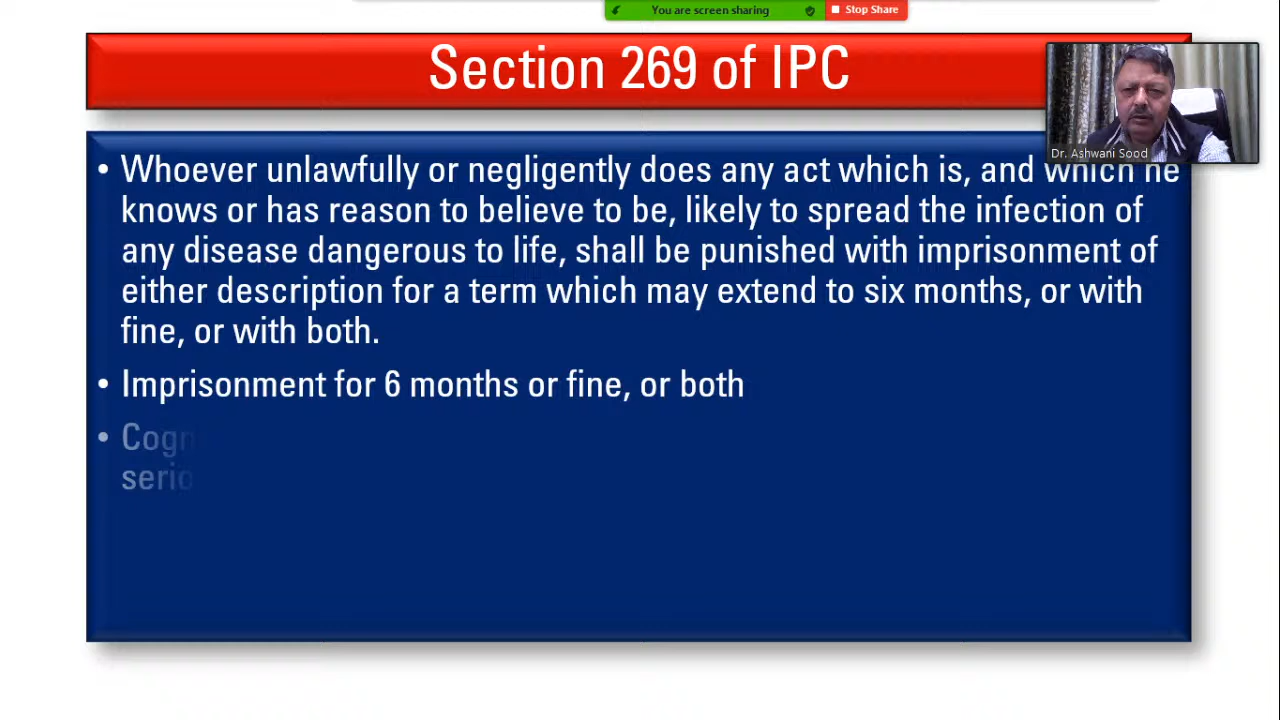 You are screen sharing
Stop Share
Section 269 of IPC
Dr. Ashwani Sood
• Whoever unlawfully or negligently does any act which is, and which he
knows or has reason to believe to be, likely to spread the infection of
any disease dangerous to life, shall be punished with imprisonment of
either description for a term which may extend to six months, or with
fine, or with both.
• Imprisonment for 6 months or fine, or both